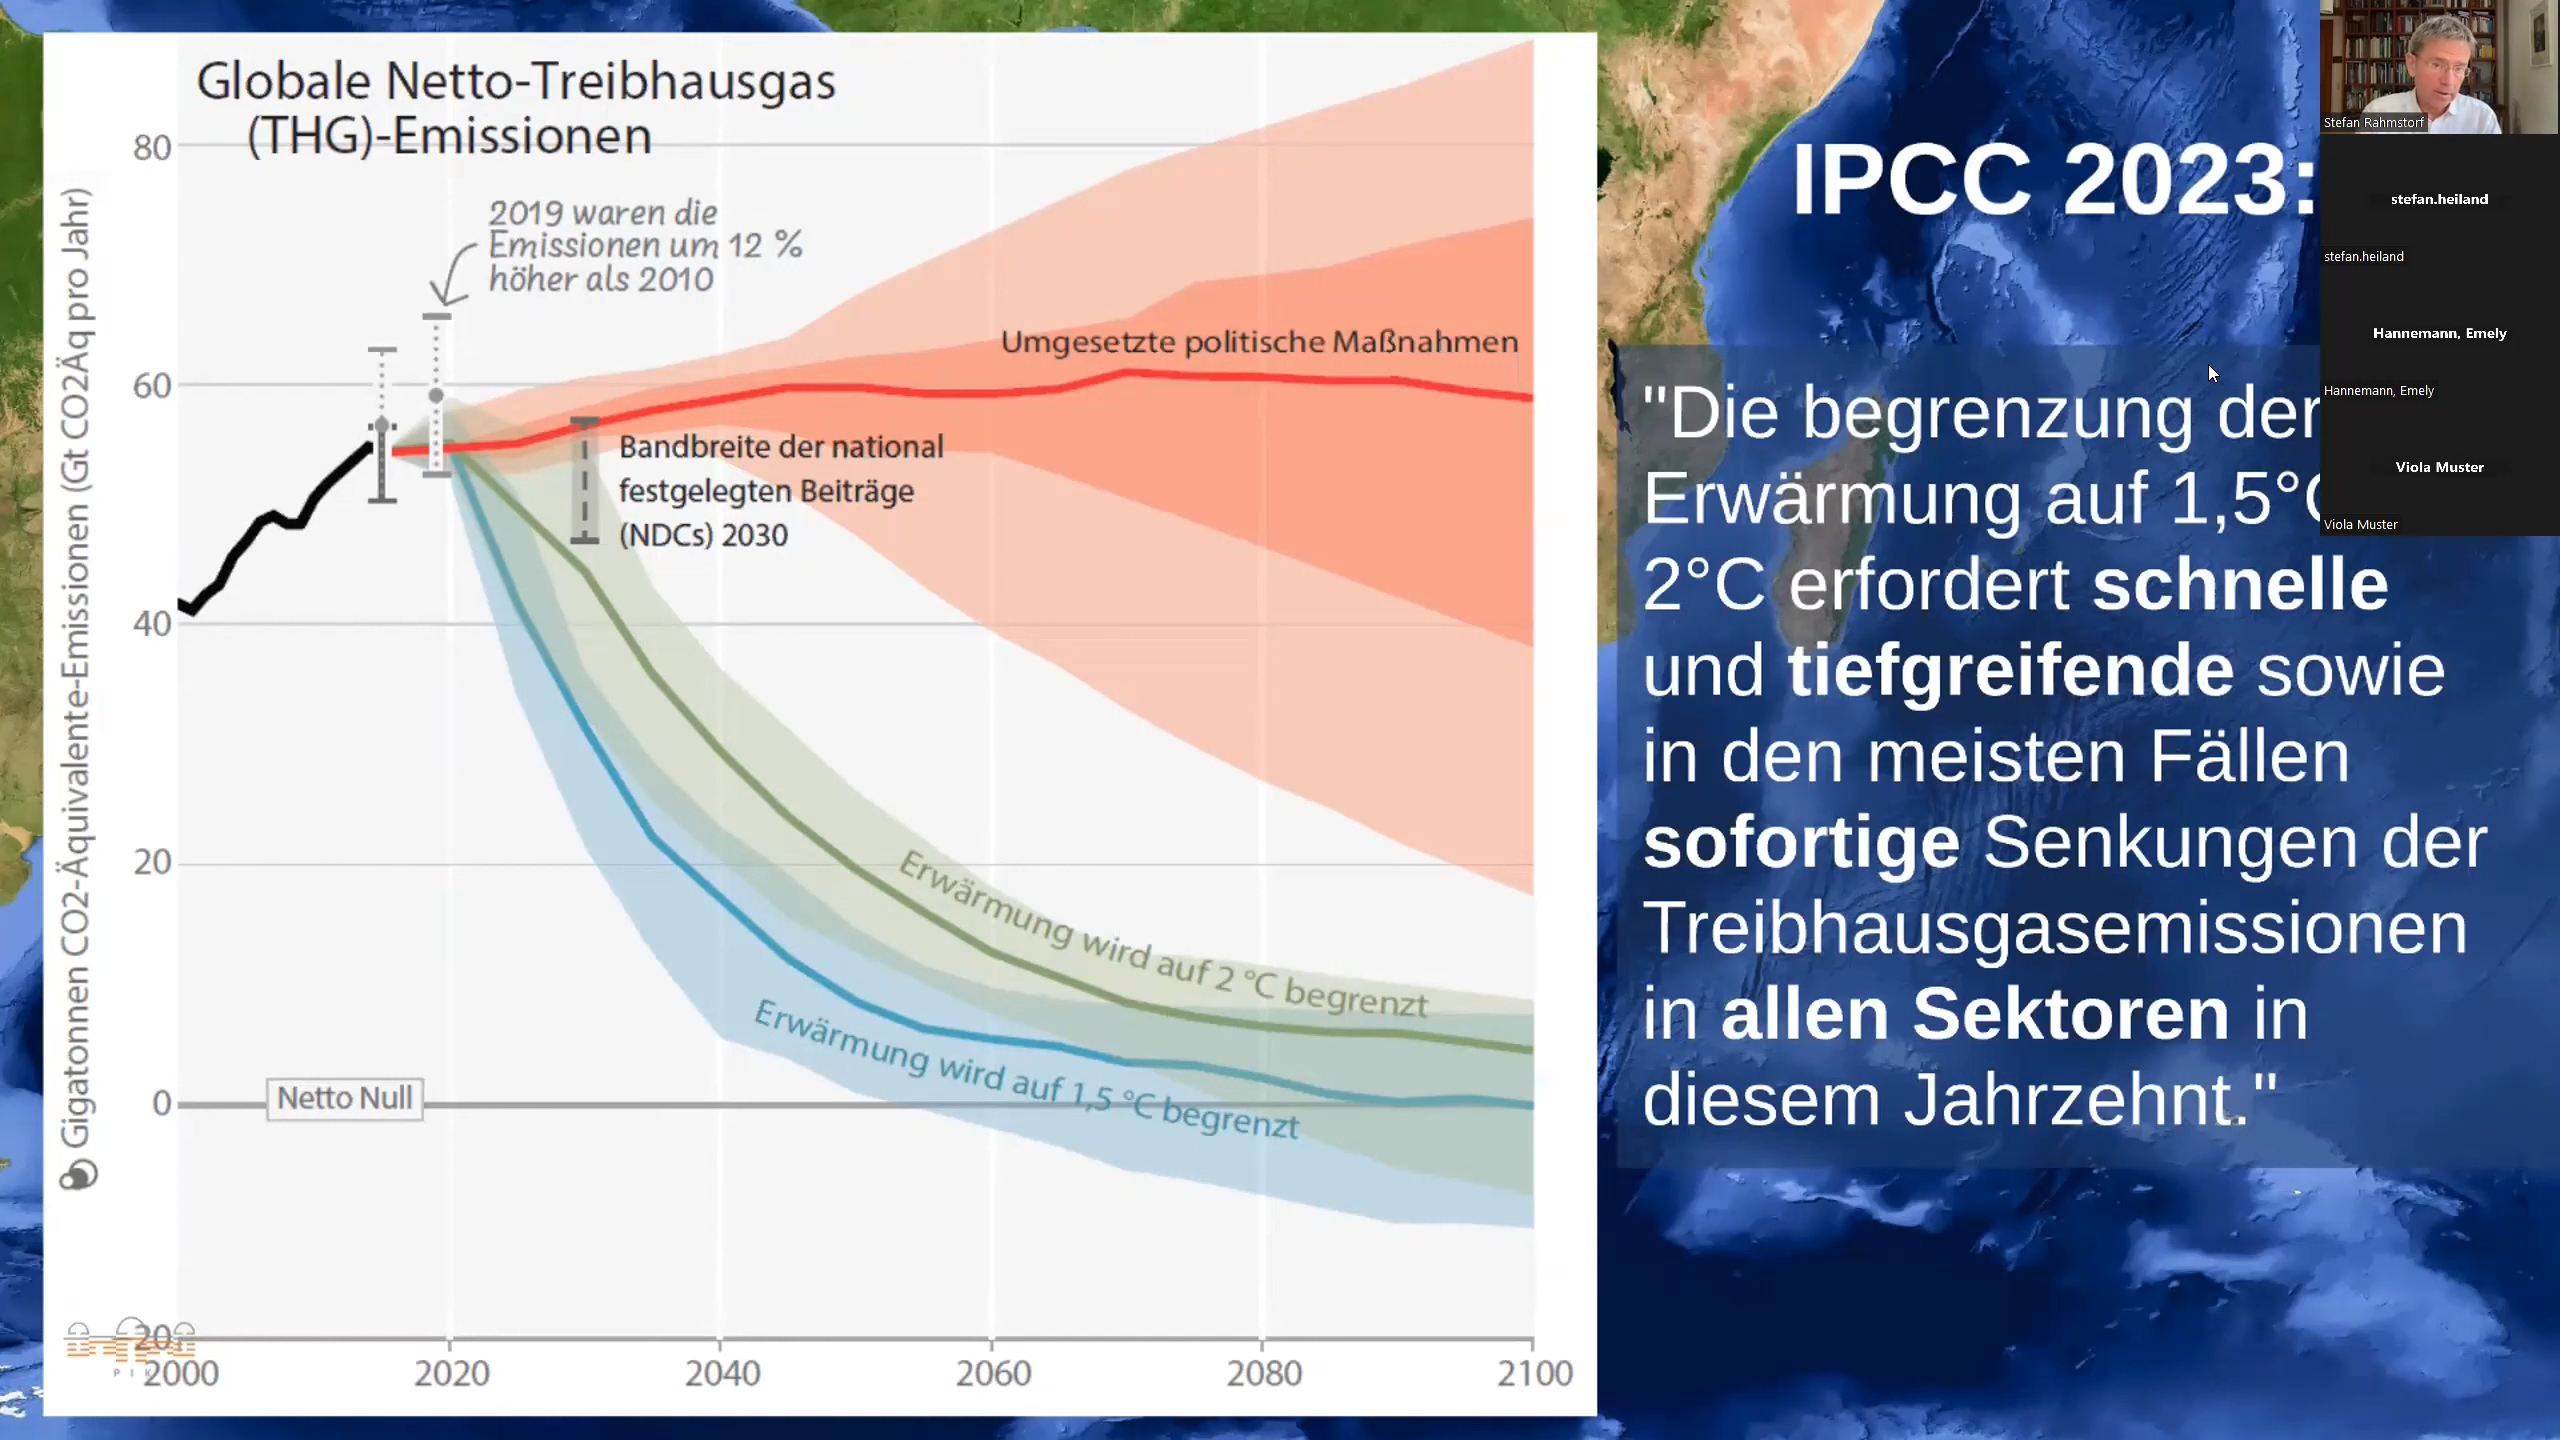 Globale Netto-Treibhausgas
(THG)-Emissionen
Gigatonnen CO2-Äquivalente-Emissionen (Gt CO2Äq pro Jahr)
80
60
40
20
0
20
2000
2020
2040
2060
2080
2100
2019 waren die
Emissionen um 12 %
höher als 2010
Umgesetzte politische Maßnahmen
Bandbreite der national
festgelegten Beiträge
(NDCs) 2030
Erwärmung wird auf 2 °C begrenzt
Erwärmung wird auf 1,5 °C begrenzt
Netto Null
PIK
IPCC 2023:
"Die begrenzung der
Erwärmung auf 1,5°C
2°C erfordert schnelle
und tiefgreifende sowie
in den meisten Fällen
sofortige Senkungen der
Treibhausgasemissionen
in allen Sektoren in
diesem Jahrzehnt."
Stefan Rahmstorf
stefan.heiland
stefan.heiland
Hannemann, Emely
Hannemann, Emely
Viola Muster
Viola Muster